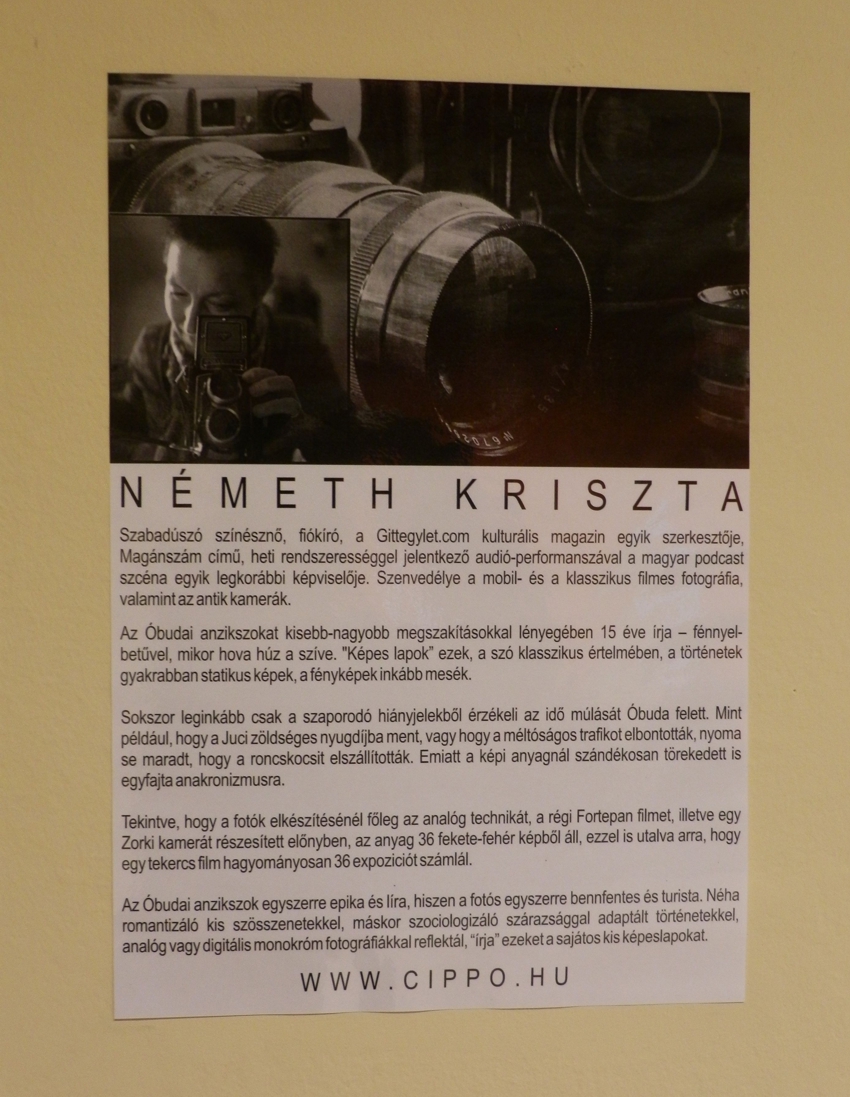 NÉMETH KRISZTA
Szabadúszó színésznő, fiókíró, a Gittegylet.com kulturális magazin egyik szerkesztője,
Magánszám című, heti rendszerességgel jelentkező audió-performanszával a magyar podcast
szcéna egyik legkorábbi képviselője. Szenvedélye a mobil- és a klasszikus filmes fotográfia,
valamint az antik kamerák.
Az Óbudai anzikszokat kisebb-nagyobb megszakításokkal lényegében 15 éve írja – fénnyel-
betűvel, mikor hova húz a szíve. "Képes lapok” ezek, a szó klasszikus értelmében, a történetek
gyakrabban statikus képek, a fényképek inkább mesék.
Sokszor leginkább csak a szaporodó hiányjelekből érzékeli az idő múlását Óbuda felett. Mint
például, hogy a Juci zöldséges nyugdíjba ment, vagy hogy a méltóságos trafikot elbontották, nyoma
se maradt, hogy a roncskocsit elszállították. Emiatt a képi anyagnál szándékosan törekedett is
egyfajta anakronizmusra.
Tekintve, hogy a fotók elkészítésénél főleg az analóg technikát, a régi Fortepan filmet, illetve egy
Zorki kamerát részesített előnyben, az anyag 36 fekete-fehér képből áll, ezzel is utalva arra, hogy
egy tekercs film hagyományosan 36 expozíciót számlál.
Az Óbudai anzikszok egyszerre epika és líra, hiszen a fotós egyszerre bennfentes és turista. Néha
romantizáló kis szösszenetekkel, máskor szociologizáló szárazsággal adaptált történetekkel,
analóg vagy digitális monokróm fotográfiákkal reflektál, “írja” ezeket a sajátos kis képeslapokat.
WWW.CIPPO.HU